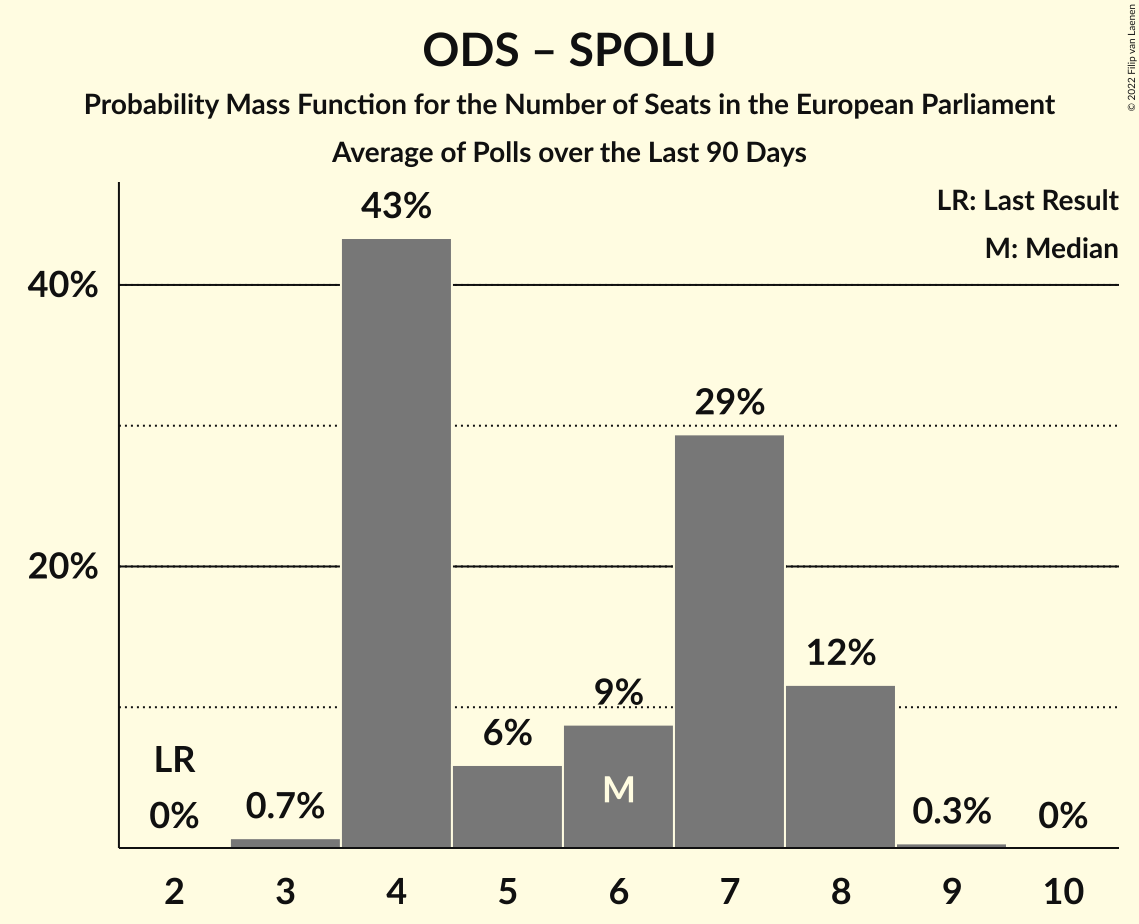 ODS – SPOLU
Probability Mass Function for the Number of Seats in the European Parliament
Average of Polls over the Last 90 Days
© 2022 Filip van Laenen
LR: Last Result
M: Median
43%
40%
29%
20%
12%
9%
6%
LR
M
0%
0.7%
0.3%
0%
2 3 4 5 6 7 8 9 10